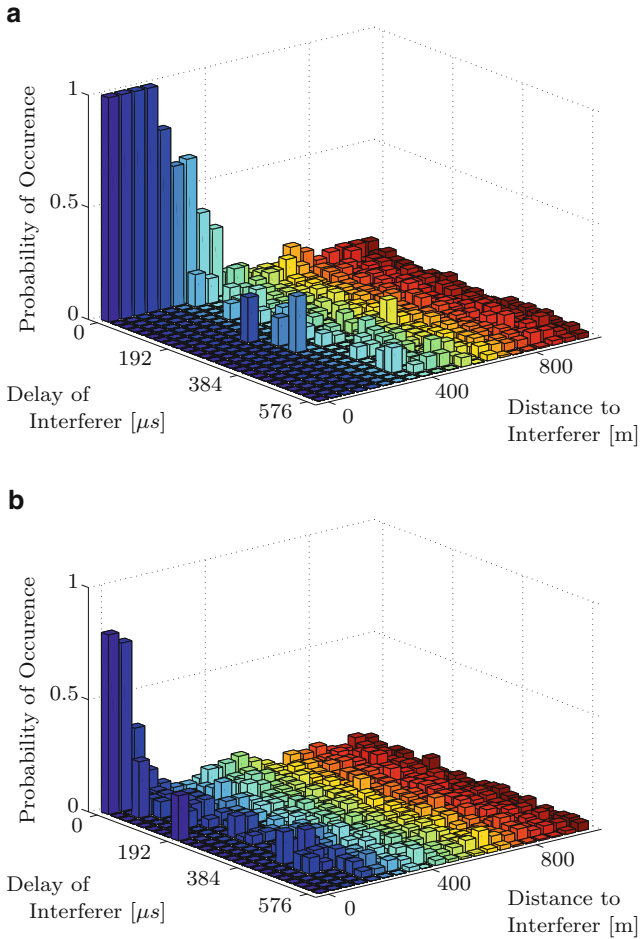 a
1
0.5
0
Probability of Occurence
0
192
384
576
Delay of
Interferer [μs]
0
400
800
Distance to
Interferer [m]
b
1
0.5
0
Probability of Occurence
0
192
384
576
Delay of
Interferer [μs]
0
400
800
Distance to
Interferer [m]